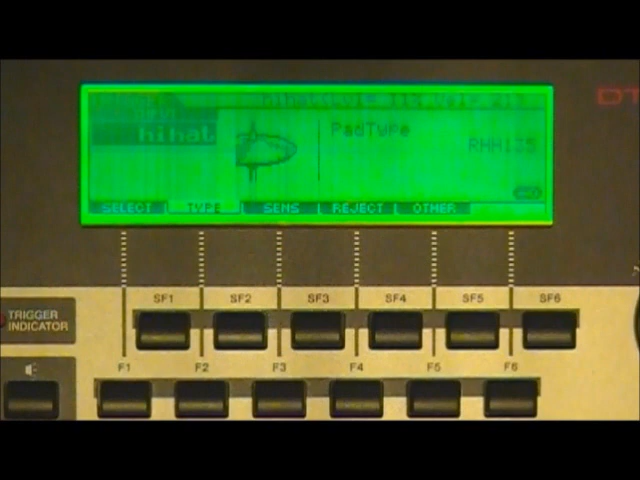 DT
hihat
PadType
RHH135
SELECT TYPE SENS REJECT OTHER
SF1 SF2 SF3 SF4 SF5 SF6
TRIGGER
INDICATOR
F1 F2 F3 F4 F5 F6